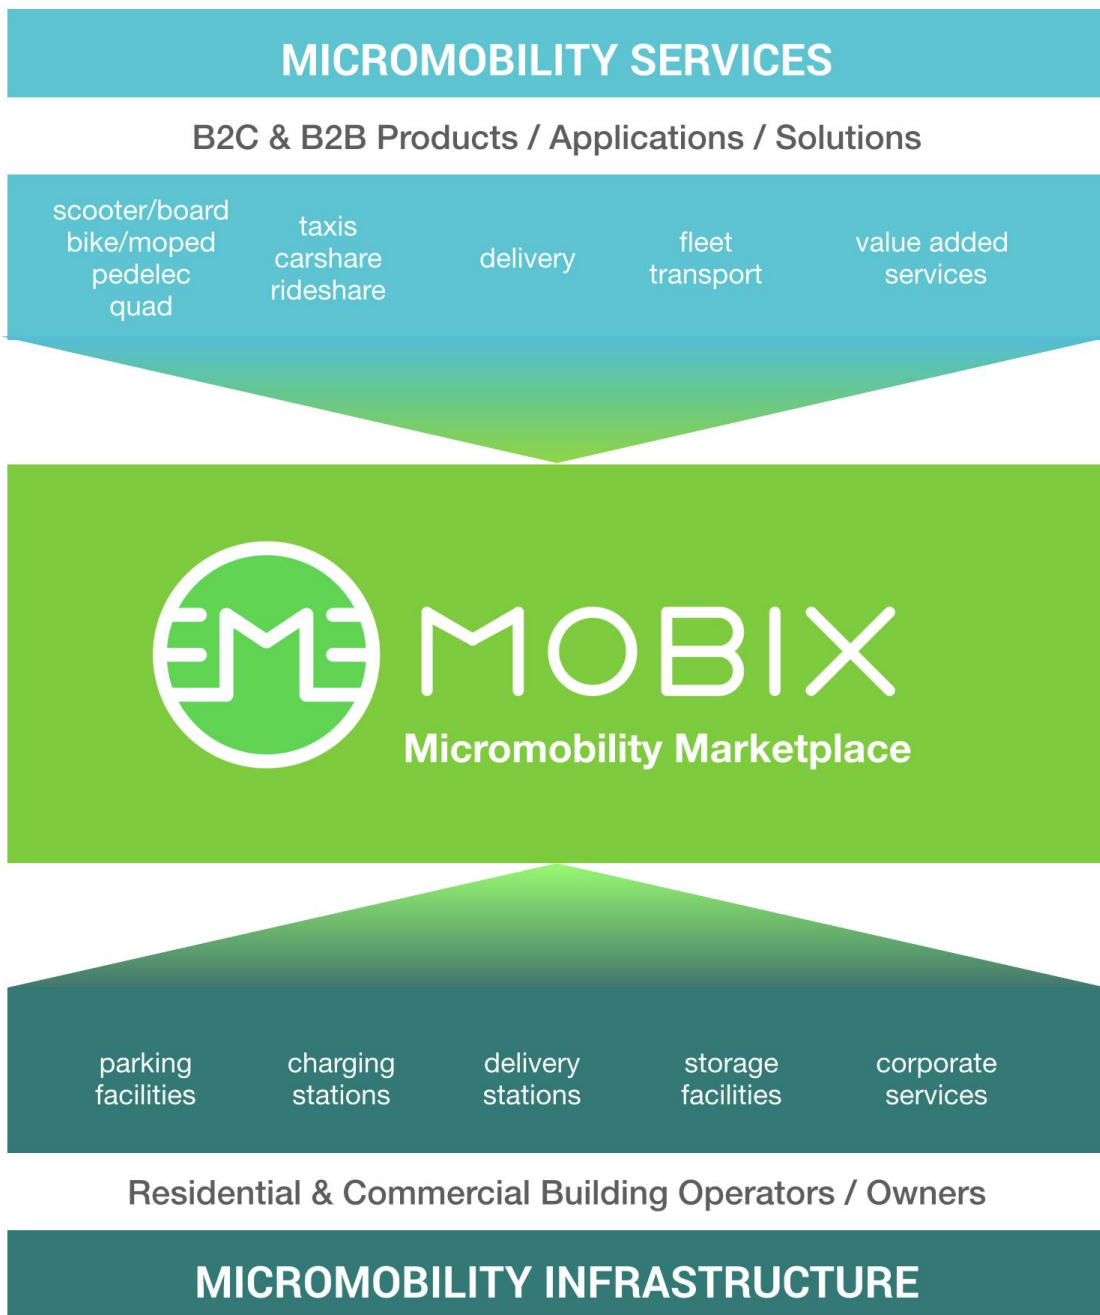 MICROMOBILITY SERVICES
B2C & B2B Products / Applications / Solutions
scooter/board
bike/moped
pedelec
quad
taxis
carshare
rideshare
delivery
fleet
transport
value added
services
MOBIX
Micromobility Marketplace
parking
facilities
charging
stations
delivery
stations
storage
facilities
corporate
services
Residential & Commercial Building Operators / Owners
MICROMOBILITY INFRASTRUCTURE